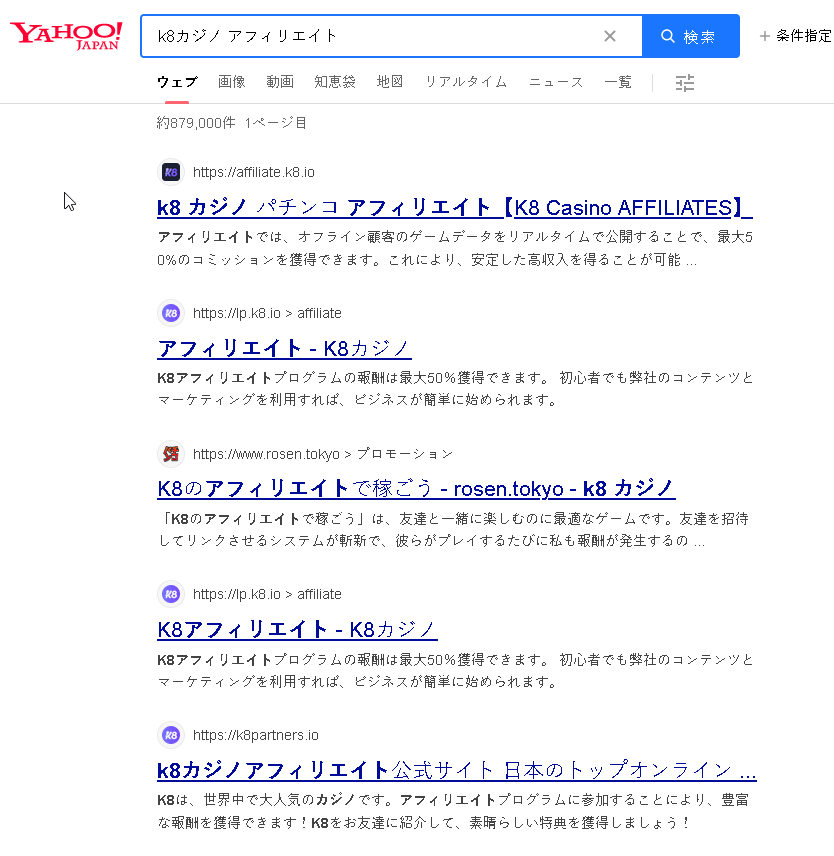 YAHOO!
JAPAN
k8カジノ アフィリエイト
検索
条件指定
ウェブ 画像 動画 知恵袋 地図 リアルタイム ニュース 一覧
約879,000件 1ページ目
https://affiliate.k8.io
k8 カジノ パチンコ アフィリエイト【K8 Casino AFFILIATES】
アフィリエイトでは、オフライン顧客のゲームデータをリアルタイムで公開することで、最大5
0%のコミッションを獲得できます。これにより、安定した高収入を得ることが可能 ...
https://lp.k8.io > affiliate
アフィリエイト - K8カジノ
K8アフィリエイトプログラムの報酬は最大50%獲得できます。 初心者でも弊社のコンテンツと
マーケティングを利用すれば、ビジネスが簡単に始められます。
https://www.rosen.tokyo > プロモーション
K8のアフィリエイトで稼ごう - rosen.tokyo - k8 カジノ
「K8のアフィリエイトで稼ごう」は、友達と一緒に楽しむのに最適なゲームです。友達を招待
してリンクさせるシステムが斬新で、彼らがプレイするたびに私も報酬が発生するの ...
https://lp.k8.io > affiliate
K8アフィリエイト - K8カジノ
K8アフィリエイトプログラムの報酬は最大50%獲得できます。 初心者でも弊社のコンテンツと
マーケティングを利用すれば、ビジネスが簡単に始められます。
https://k8partners.io
k8カジノアフィリエイト公式サイト 日本のトップオンライン ...
K8は、世界中で大人気のカジノです。アフィリエイトプログラムに参加することにより、豊富
な報酬を獲得できます！K8をお友達に紹介して、素晴らしい特典を獲得しましょう！